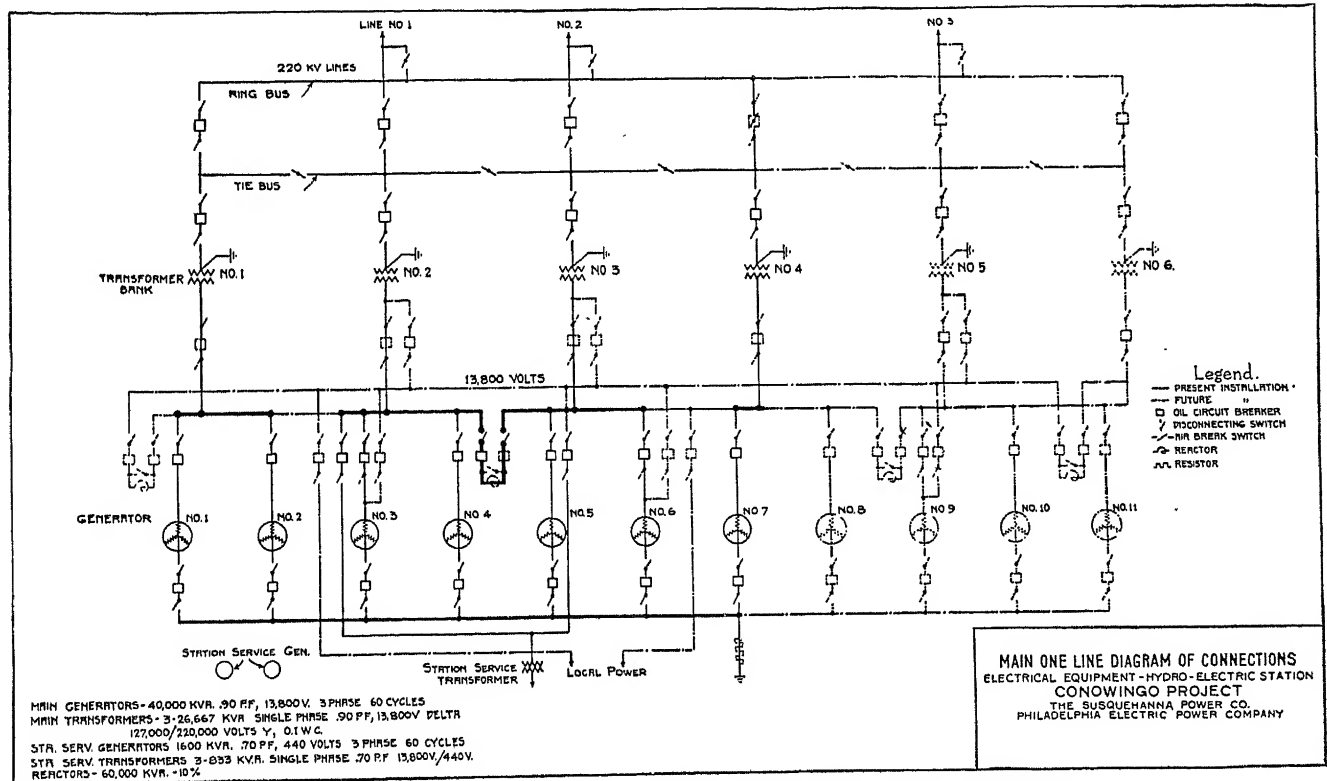 LINE NO 1
NO. 2
NO 3
220 KV LINES
RING BUS
TIE BUS
TRANSFORMER BANK
NO. 1
NO. 2
NO 3
NO 4
NO 5
NO 6.
13,800 VOLTS
Legend.
PRESENT INSTALLATION "
FUTURE "
OIL CIRCUIT BREAKER
DISCONNECTING SWITCH
AIR BREAK SWITCH
REACTOR
RESISTOR
GENERATOR
NO. 1
NO. 2
NO. 3
NO 4
NO. 5
NO. 6
NO 7
NO. 8
NO 9
NO. 10
NO. 11
STATION SERVICE GEN.
STATION SERVICE TRANSFORMER
LOCAL POWER
MAIN GENERATORS - 40,000 KVA. .90 P.F, 13,800V. 3 PHASE 60 CYCLES
MAIN TRANSFORMERS - 3-26,667 KVA SINGLE PHASE .90 P.F, 13,800V DELTA
127,000/220,000 VOLTS Y, O.I W C.
STA. SERV. GENERATORS 1600 KVA. .70 PF, 440 VOLTS 3 PHASE 60 CYCLES
STA SERV. TRANSFORMERS 3-833 KV.A. SINGLE PHASE .70 P.F 13,800V./440V.
REACTORS - 60,000 KVA. - 10%
MAIN ONE LINE DIAGRAM OF CONNECTIONS
ELECTRICAL EQUIPMENT - HYDRO-ELECTRIC STATION
CONOWINGO PROJECT
THE SUSQUEHANNA POWER CO.
PHILADELPHIA ELECTRIC POWER COMPANY